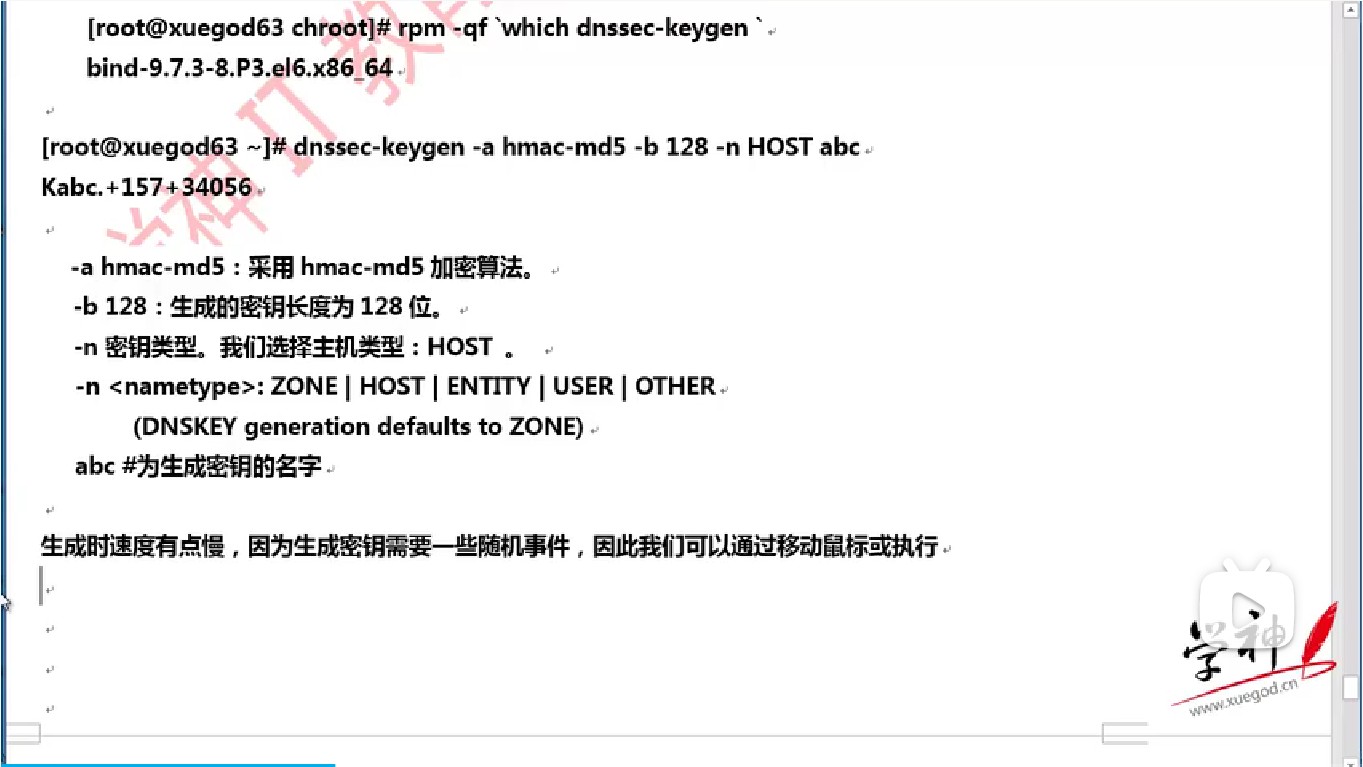 [root@xuegod63 chroot]# rpm -qf `which dnssec-keygen `
bind-9.7.3-8.P3.el6.x86_64
[root@xuegod63 ~]# dnssec-keygen -a hmac-md5 -b 128 -n HOST abc
Kabc.+157+34056
-a hmac-md5：采用 hmac-md5 加密算法。
-b 128：生成的密钥长度为 128 位。
-n 密钥类型。我们选择主机类型：HOST 。
-n <nametype>: ZONE | HOST | ENTITY | USER | OTHER
(DNSKEY generation defaults to ZONE)
abc #为生成密钥的名字
生成时速度有点慢，因为生成密钥需要一些随机事件，因此我们可以通过移动鼠标或执行
学神 IT 教育
学神
www.xuegod.cn